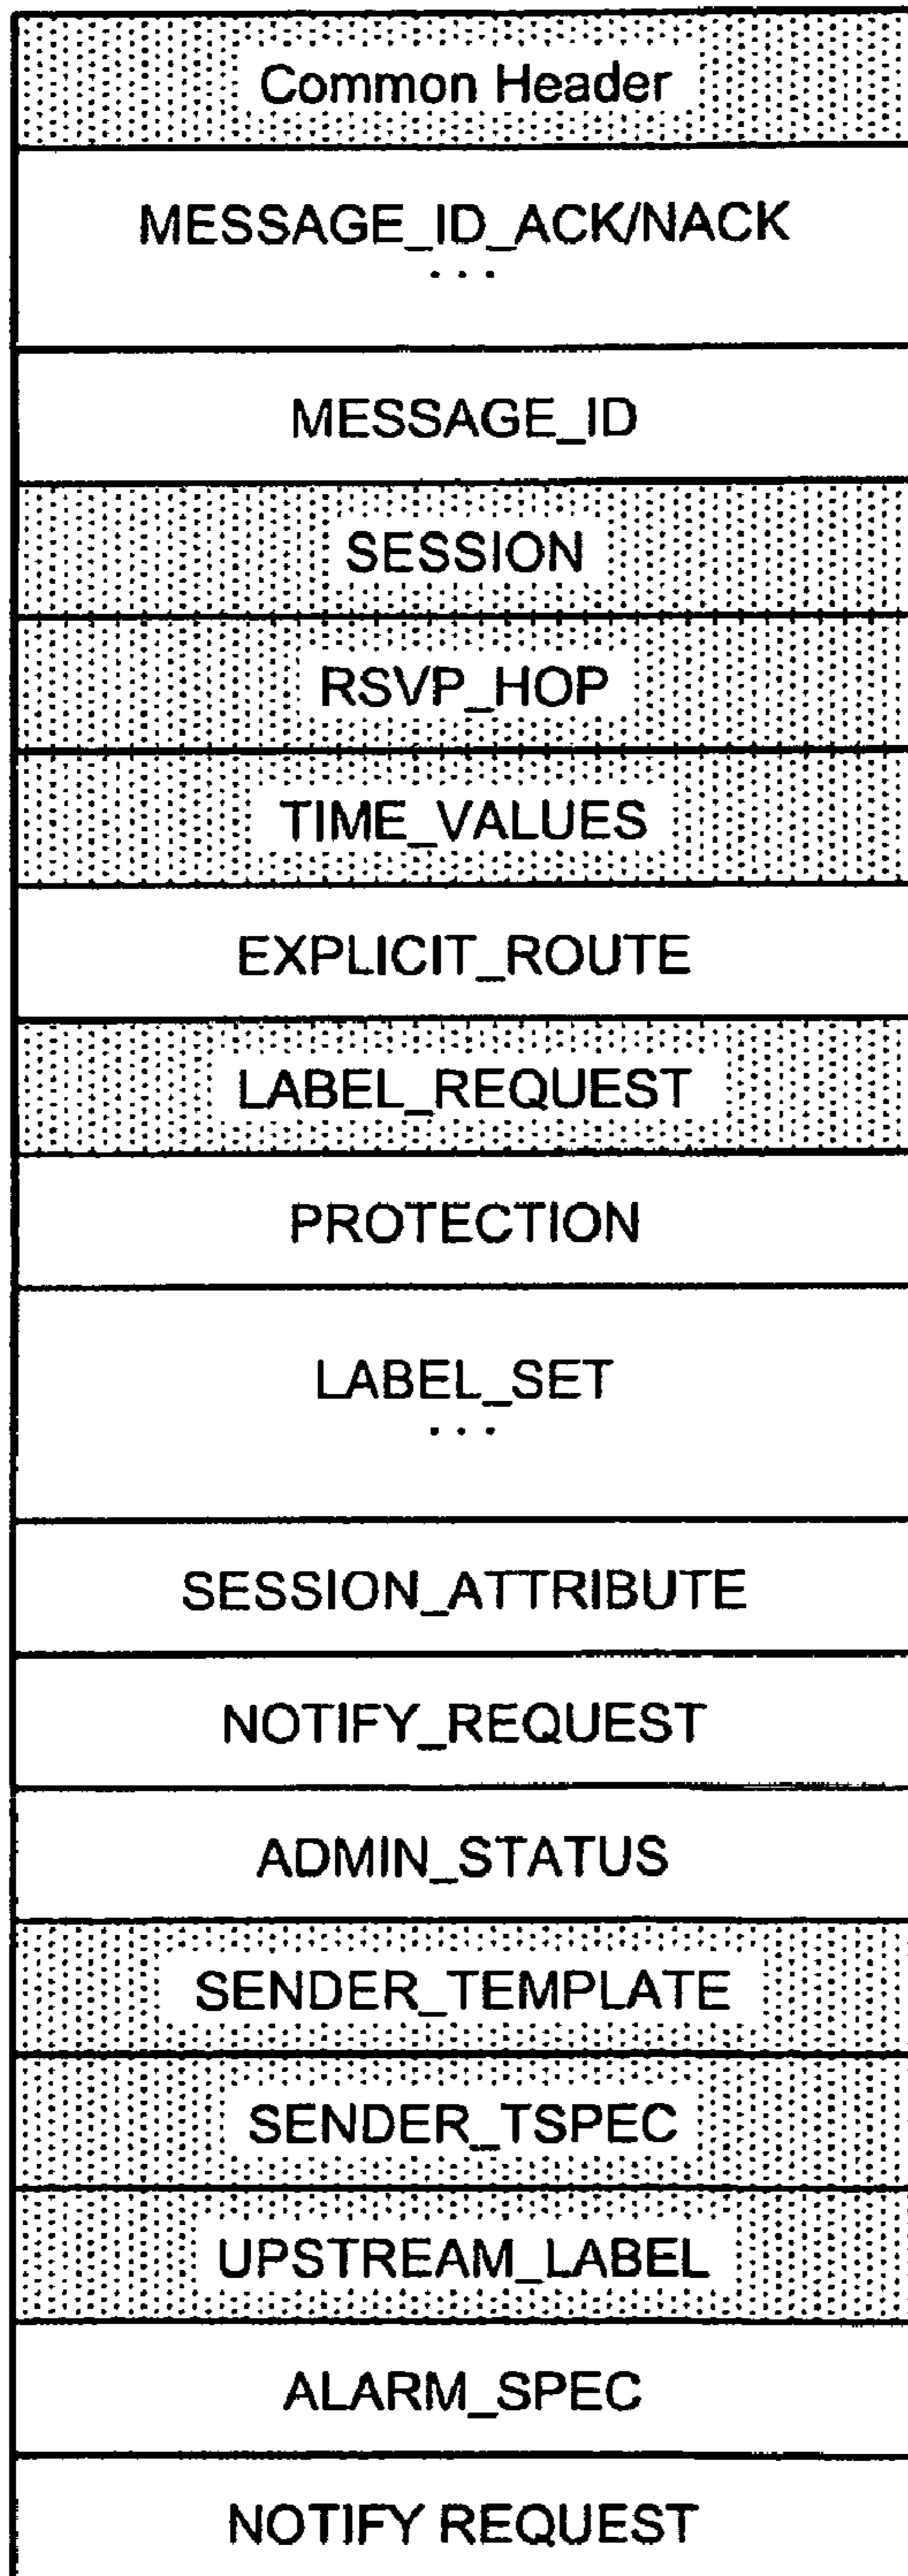 Common Header
MESSAGE_ID_ACK/NACK
...
MESSAGE_ID
SESSION
RSVP_HOP
TIME_VALUES
EXPLICIT_ROUTE
LABEL_REQUEST
PROTECTION
LABEL_SET
...
SESSION_ATTRIBUTE
NOTIFY_REQUEST
ADMIN_STATUS
SENDER_TEMPLATE
SENDER_TSPEC
UPSTREAM_LABEL
ALARM_SPEC
NOTIFY REQUEST